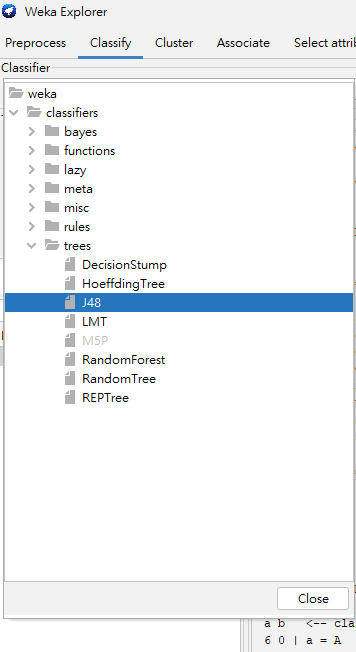 Weka Explorer
Preprocess Classify Cluster Associate Select attrib
Classifier
weka
classifiers
bayes
functions
lazy
meta
misc
rules
trees
DecisionStump
HoeffdingTree
J48
LMT
M5P
RandomForest
RandomTree
REPTree
Close
a b <-- cla
6 0 | a = A